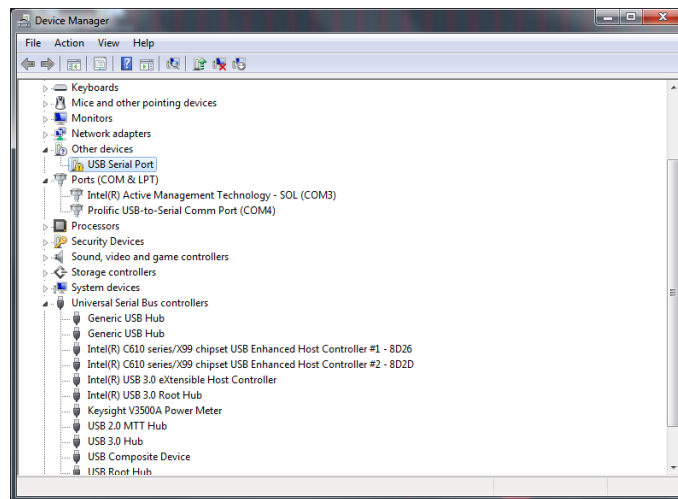 Device Manager
File Action View Help
Keyboards
Mice and other pointing devices
Monitors
Network adapters
Other devices
USB Serial Port
Ports (COM & LPT)
Intel(R) Active Management Technology - SOL (COM3)
Prolific USB-to-Serial Comm Port (COM4)
Processors
Security Devices
Sound, video and game controllers
Storage controllers
System devices
Universal Serial Bus controllers
Generic USB Hub
Generic USB Hub
Intel(R) C610 series/X99 chipset USB Enhanced Host Controller #1 - 8D26
Intel(R) C610 series/X99 chipset USB Enhanced Host Controller #2 - 8D2D
Intel(R) USB 3.0 eXtensible Host Controller
Intel(R) USB 3.0 Root Hub
Keysight V3500A Power Meter
USB 2.0 MTT Hub
USB 3.0 Hub
USB Composite Device
USB Root Hub